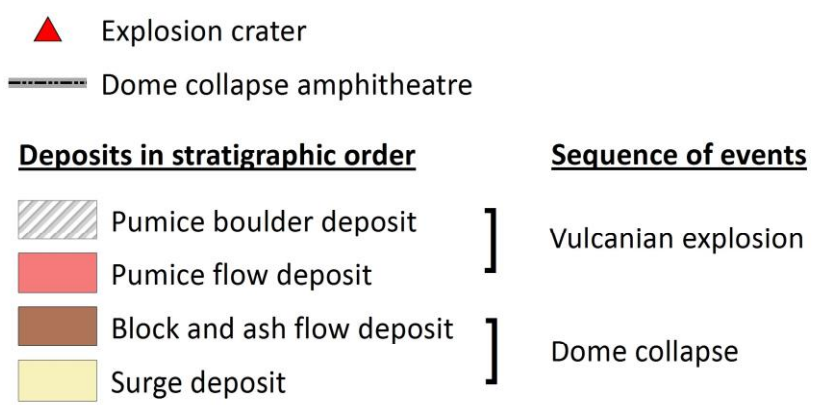 Explosion crater
Dome collapse amphitheatre
Deposits in stratigraphic order
Sequence of events
Pumice boulder deposit
Pumice flow deposit
Vulcanian explosion
Block and ash flow deposit
Surge deposit
Dome collapse